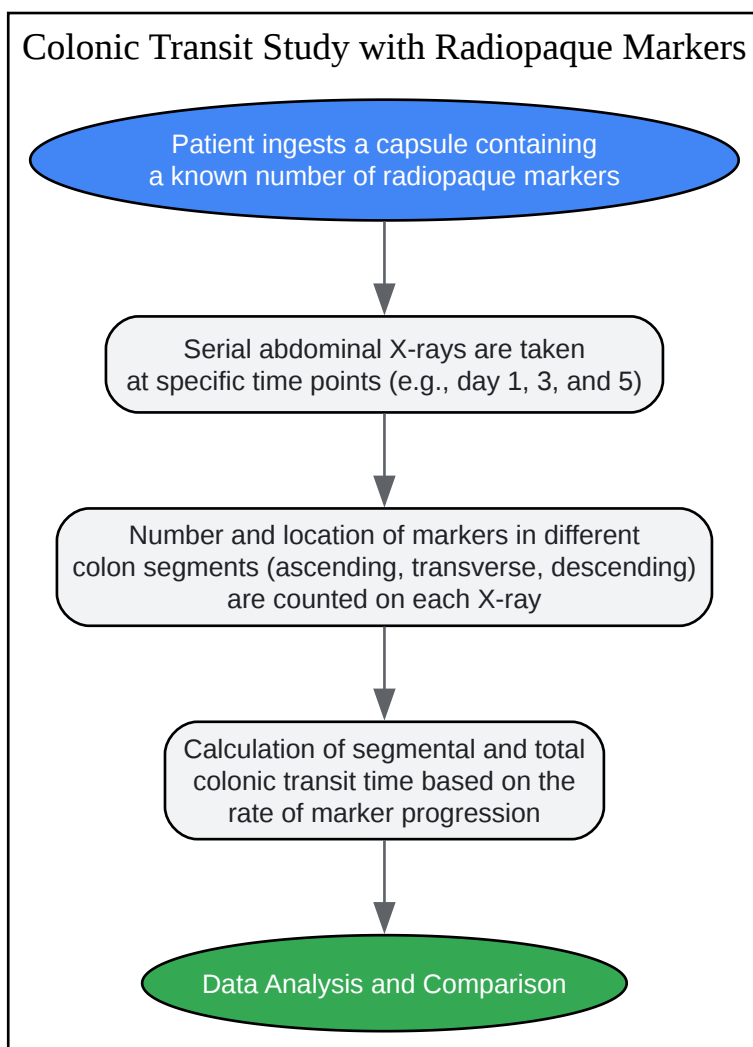 Colonic Transit Study with Radiopaque Markers
Patient ingests a capsule containing
a known number of radiopaque markers
Serial abdominal X-rays are taken
at specific time points (e.g., day 1, 3, and 5)
Number and location of markers in different
colon segments (ascending, transverse, descending)
are counted on each X-ray
Calculation of segmental and total
colonic transit time based on the
rate of marker progression
Data Analysis and Comparison